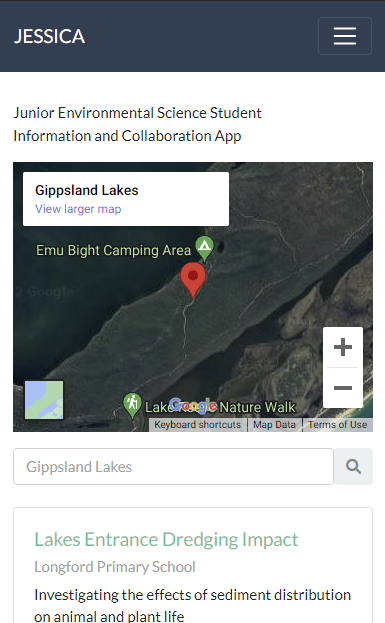 JESSICA
Junior Environmental Science Student
Information and Collaboration App
Gippsland Lakes
View larger map
Emu Bight Camping Area
Google
Lake
Nature Walk
Google
Keyboard shortcuts
Map Data
Terms of Use
Gippsland Lakes
Lakes Entrance Dredging Impact
Longford Primary School
Investigating the effects of sediment distribution
on animal and plant life